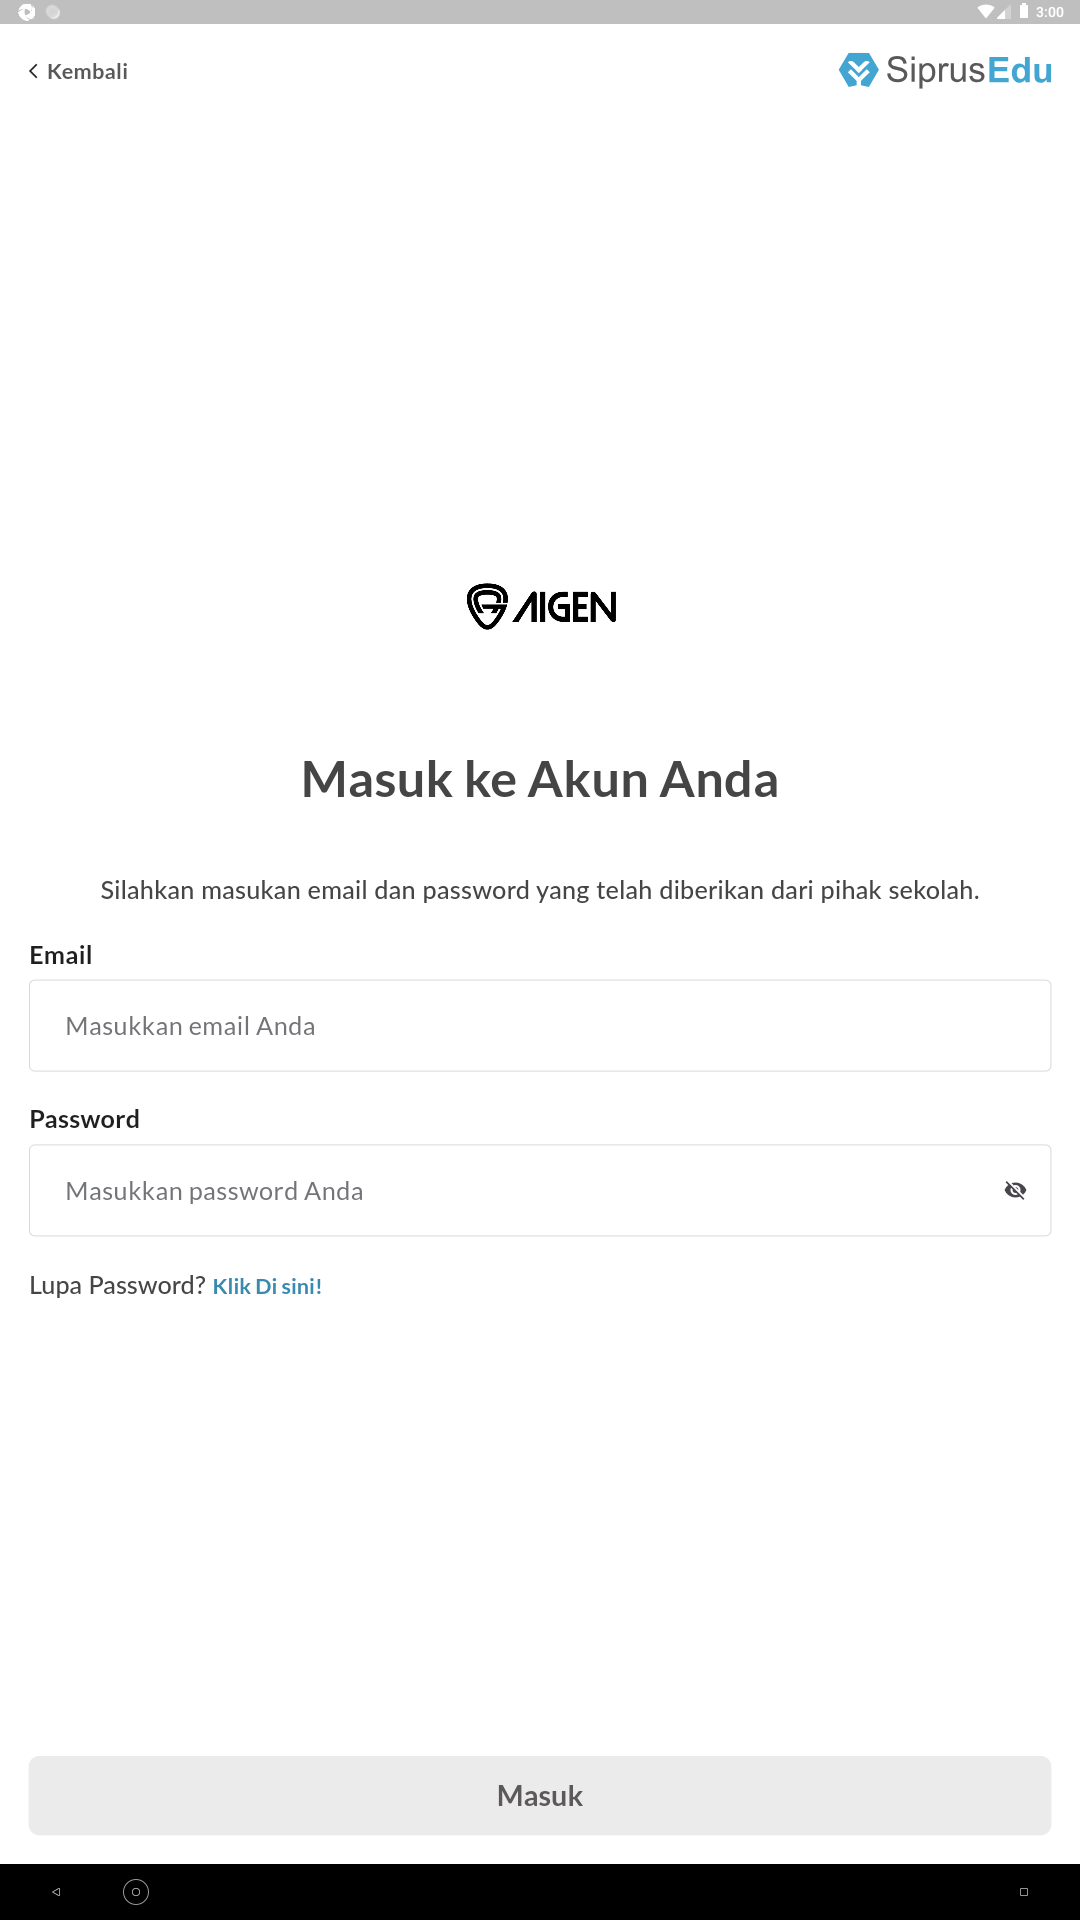 3:00
Kembali
SiprusEdu
AIGEN
Masuk ke Akun Anda
Silahkan masukan email dan password yang telah diberikan dari pihak sekolah.
Email
Masukkan email Anda
Password
Masukkan password Anda
Lupa Password? Klik Di sini!
Masuk